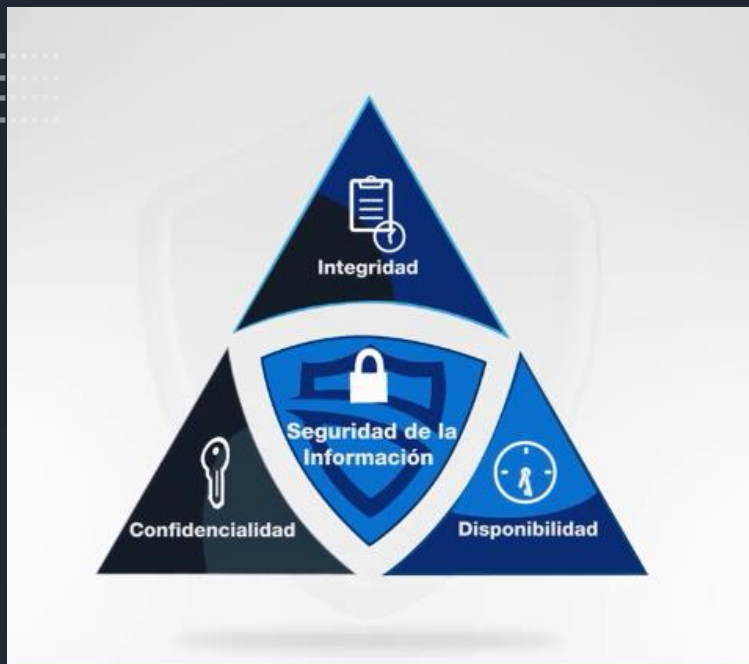 Integridad
Seguridad de la
Información
Confidencialidad
Disponibilidad